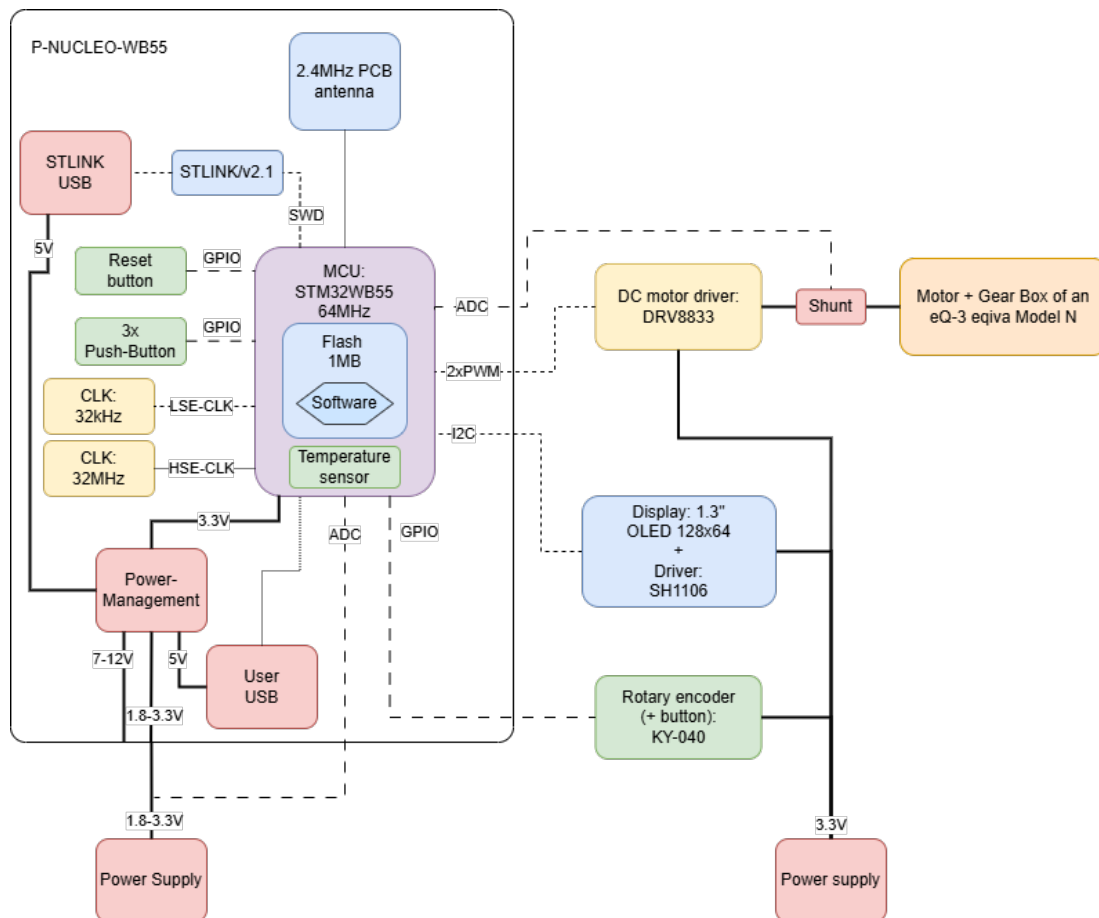 P-NUCLEO-WB55
2.4MHz PCB
antenna
STLINK
USB
STLINK/v2.1
SWD
5V
Reset
button
GPIO
MCU:
STM32WB55
64MHz
ADC
DC motor driver:
DRV8833
Shunt
Motor + Gear Box of an
eQ-3 eqiva Model N
3x
Push-Button
GPIO
Flash
1MB
Software
2xPWM
CLK:
32kHz
LSE-CLK
I2C
CLK:
32MHz
HSE-CLK
Temperature
sensor
3.3V
ADC
GPIO
Display: 1.3"
OLED 128x64
+
Driver:
SH1106
Power-
Management
7-12V
5V
1.8-3.3V
User
USB
Rotary encoder
(+ button):
KY-040
1.8-3.3V
3.3V
Power Supply
Power supply